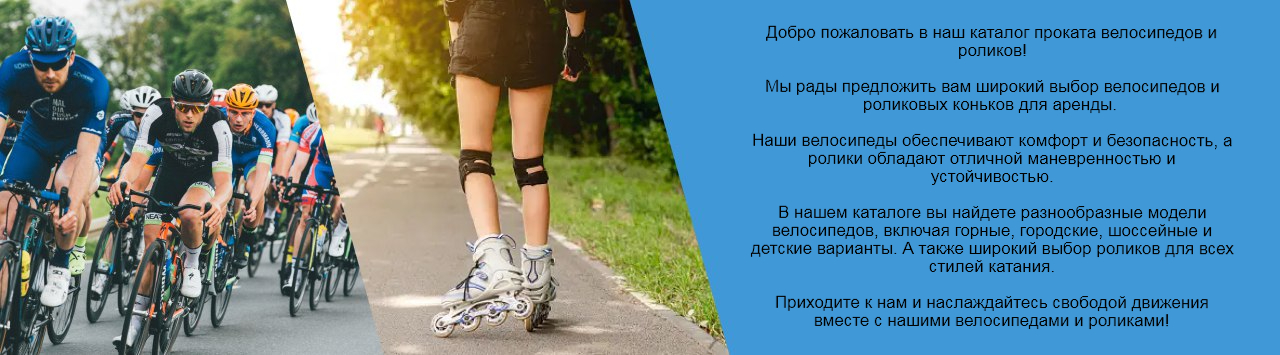 Добро пожаловать в наш каталог проката велосипедов и
роликов!
Мы рады предложить вам широкий выбор велосипедов и
роликовых коньков для аренды.
Наши велосипеды обеспечивают комфорт и безопасность, а
ролики обладают отличной маневренностью и
устойчивостью.
В нашем каталоге вы найдете разнообразные модели
велосипедов, включая горные, городские, шоссейные и
детские варианты. А также широкий выбор роликов для всех
стилей катания.
Приходите к нам и наслаждайтесь свободой движения
вместе с нашими велосипедами и роликами!